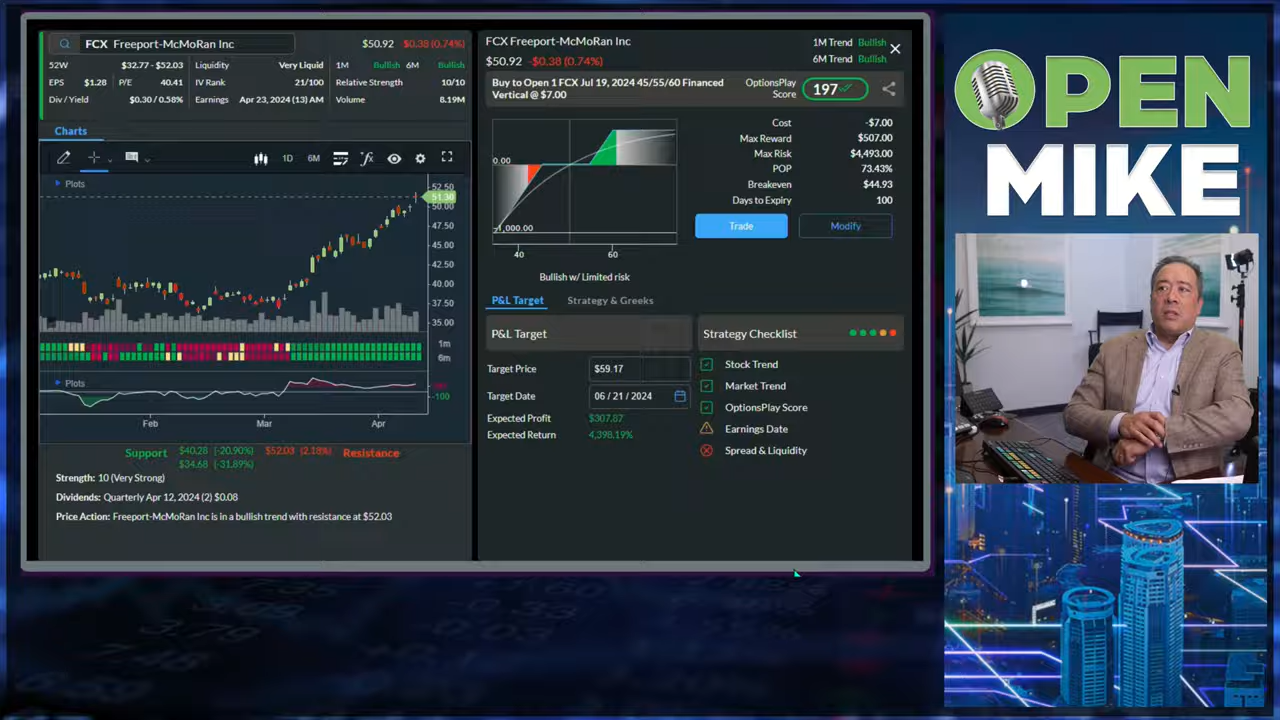 FCX Freeport-McMoRan Inc $50.92 $0.38 (0.74%)
52W $32.77 - $52.03 Liquidity Very Liquid 1M Bullish 6M Bullish
EPS $1.28 P/E 40.41 IV Rank 21/100 Relative Strength 10/10
Div/Yield $0.30 / 0.58% Earnings Apr 23, 2024 (13) AM Volume 8.19M
Charts
1D 6M
Plots
52.50
51.30
50.00
47.50
45.00
42.50
40.00
37.50
35.00
1m
6m
Plots
-100
Feb Mar Apr
Support $40.28 (-20.90%) $52.03 (2.18%) Resistance
$34.68 (-31.89%)
Strength: 10 (Very Strong)
Dividends: Quarterly Apr 12, 2024 (2) $0.08
Price Action: Freeport-McMoRan Inc is in a bullish trend with resistance at $52.03
FCX Freeport-McMoRan Inc
1M Trend Bullish
$50.92 -$0.38 (0.74%)
6M Trend Bullish
Buy to Open 1 FCX Jul 19, 2024 45/55/60 Financed
Vertical @ $7.00
OptionsPlay
Score
197
0.00
-1,000.00
40 60
Bullish w/ Limited risk
Cost -$7.00
Max Reward $507.00
Max Risk $4,493.00
POP 73.43%
Breakeven $44.93
Days to Expiry 100
Trade Modify
P&L Target Strategy & Greeks
P&L Target
Target Price $59.17
Target Date 06 / 21 / 2024
Expected Profit $307.87
Expected Return 4,398.19%
Strategy Checklist
Stock Trend
Market Trend
OptionsPlay Score
Earnings Date
Spread & Liquidity
OPEN
MIKE